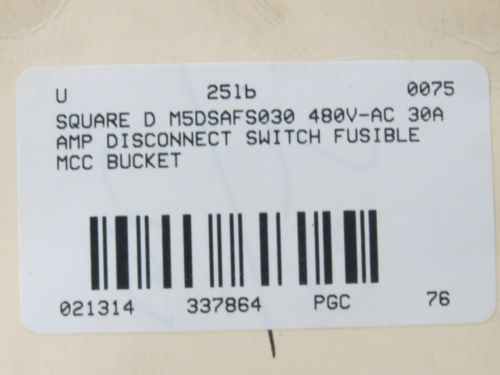 U 251b 0075
SQUARE D M5DSAFS030 480V-AC 30A
AMP DISCONNECT SWITCH FUSIBLE
MCC BUCKET
021314 337864 PGC 76